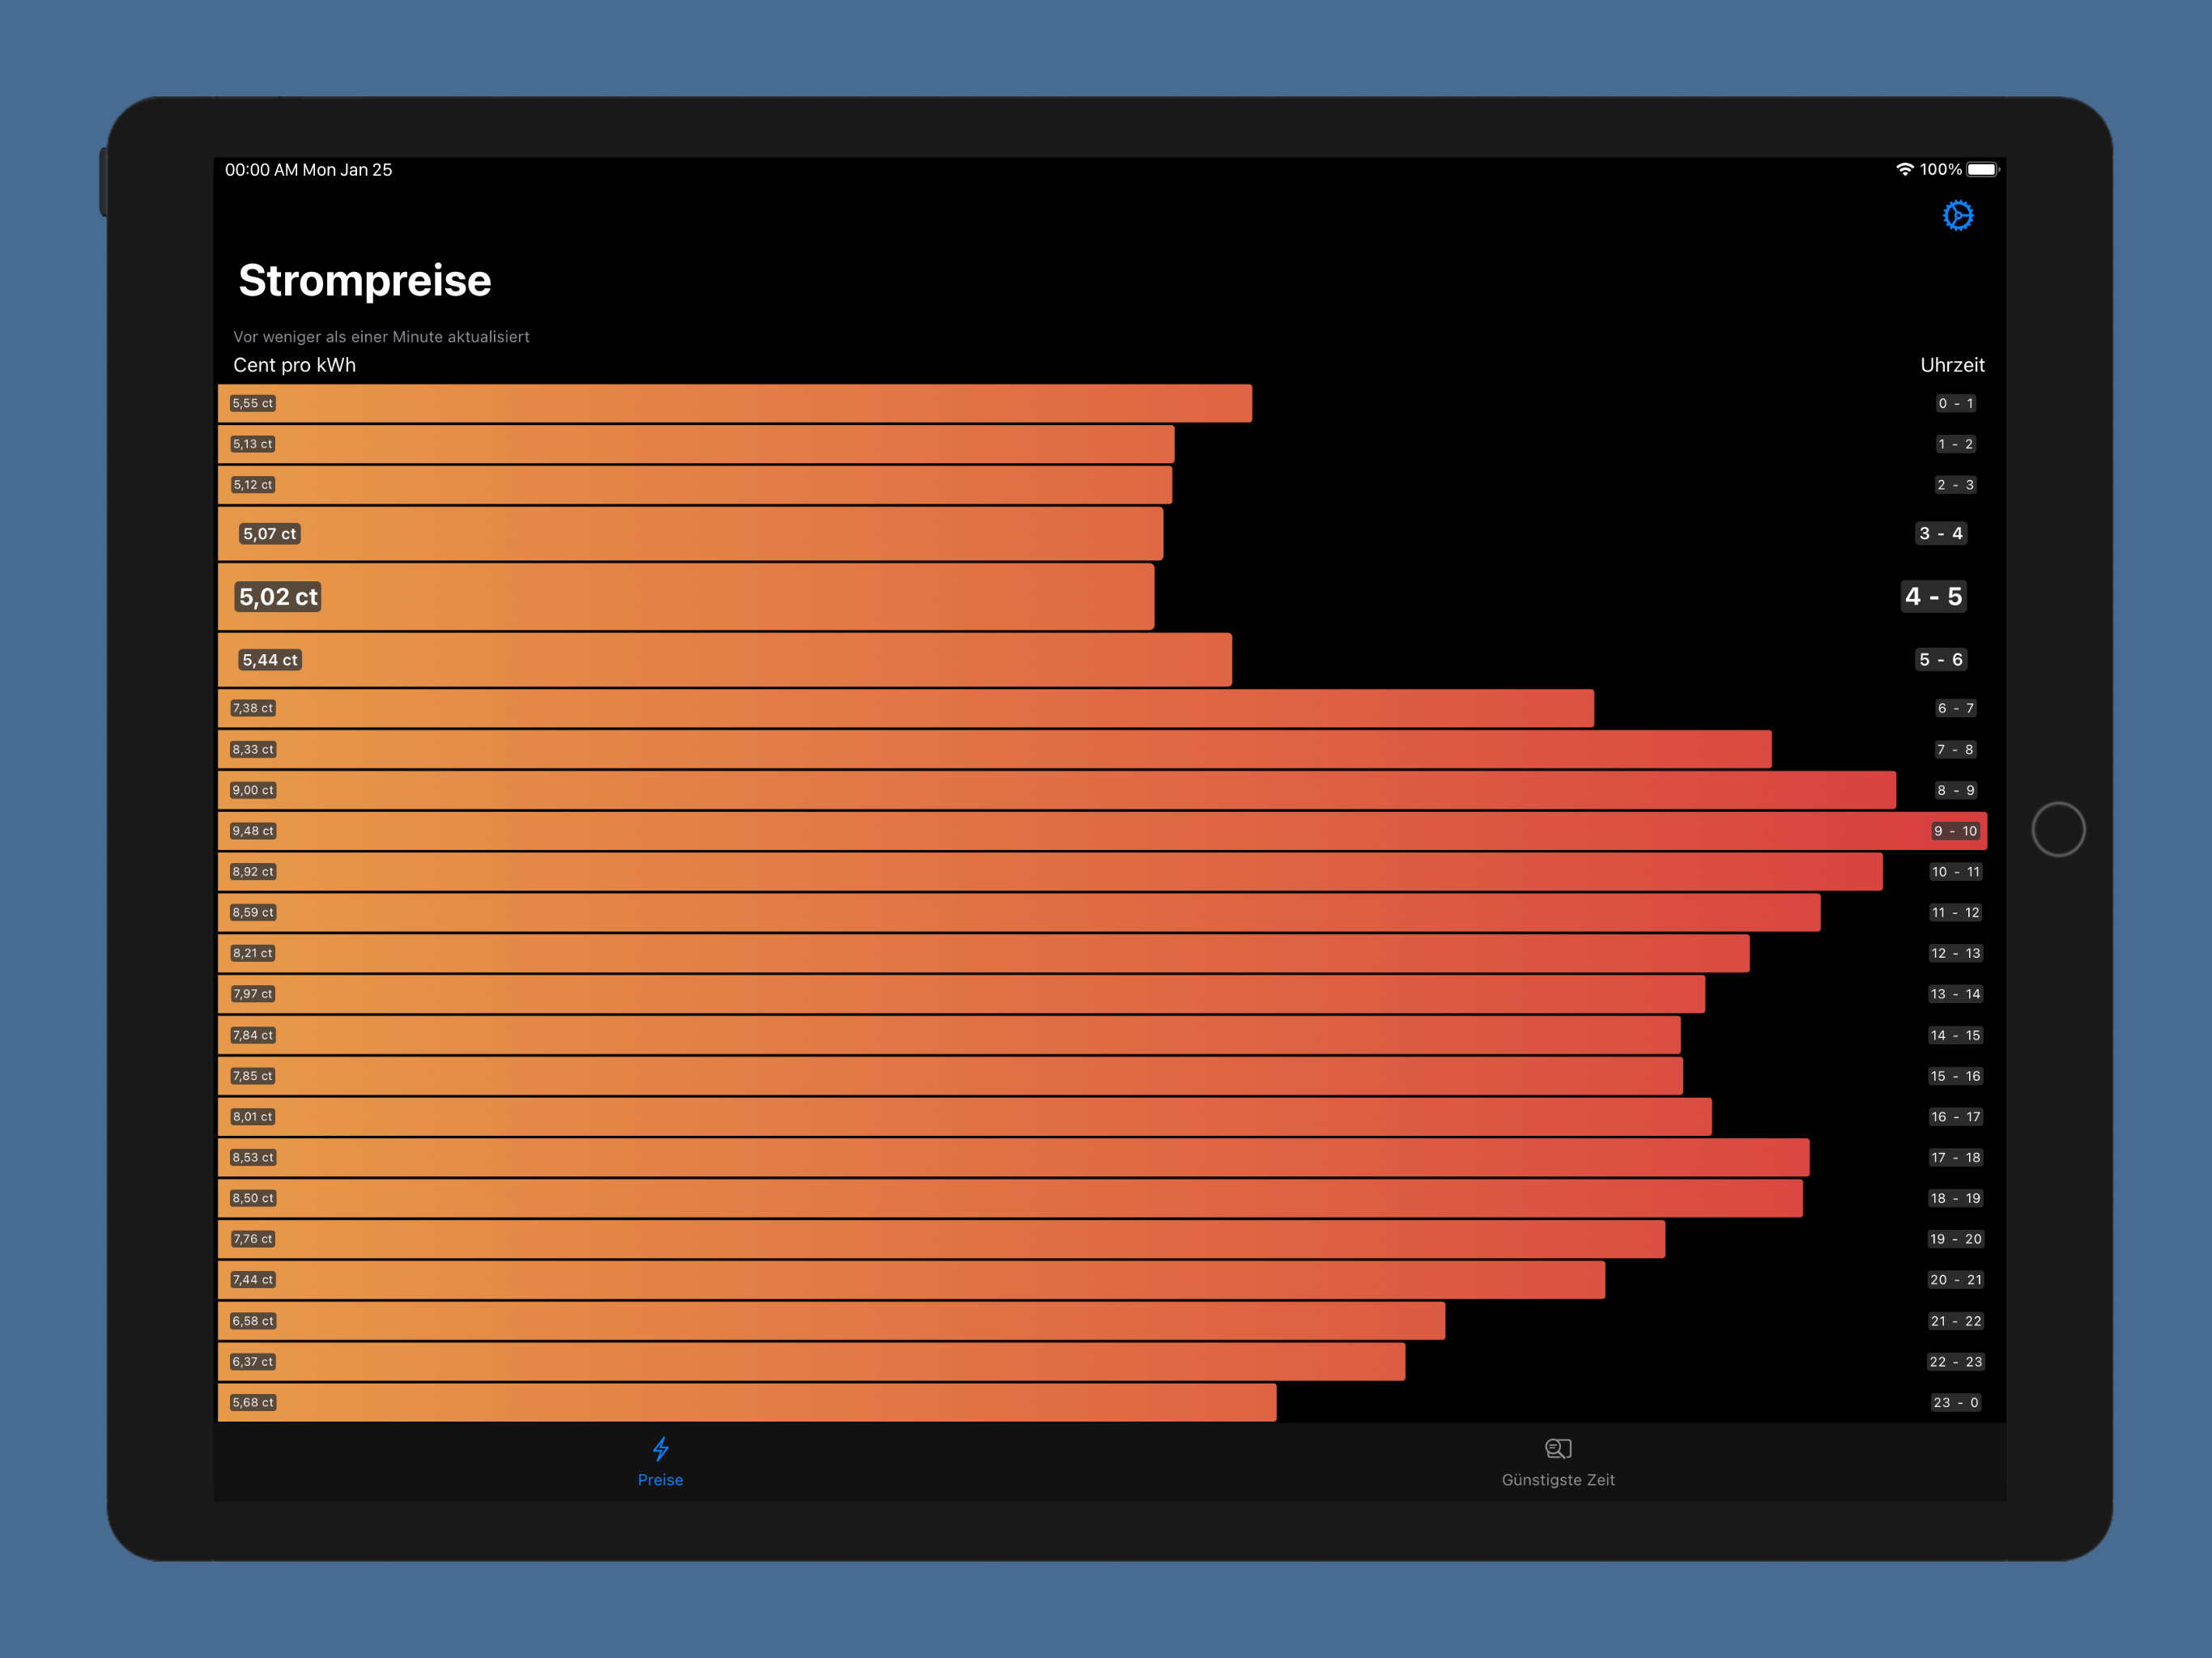 00:00 AM Mon Jan 25
100%
Strompreise
Vor weniger als einer Minute aktualisiert
Cent pro kWh Uhrzeit
5,55 ct 0 - 1
5,13 ct 1 - 2
5,12 ct 2 - 3
5,07 ct 3 - 4
5,02 ct 4 - 5
5,44 ct 5 - 6
7,38 ct 6 - 7
8,33 ct 7 - 8
9,00 ct 8 - 9
9,48 ct 9 - 10
8,92 ct 10 - 11
8,59 ct 11 - 12
8,21 ct 12 - 13
7,97 ct 13 - 14
7,84 ct 14 - 15
7,85 ct 15 - 16
8,01 ct 16 - 17
8,53 ct 17 - 18
8,50 ct 18 - 19
7,76 ct 19 - 20
7,44 ct 20 - 21
6,58 ct 21 - 22
6,37 ct 22 - 23
5,68 ct 23 - 0
Preise Günstigste Zeit